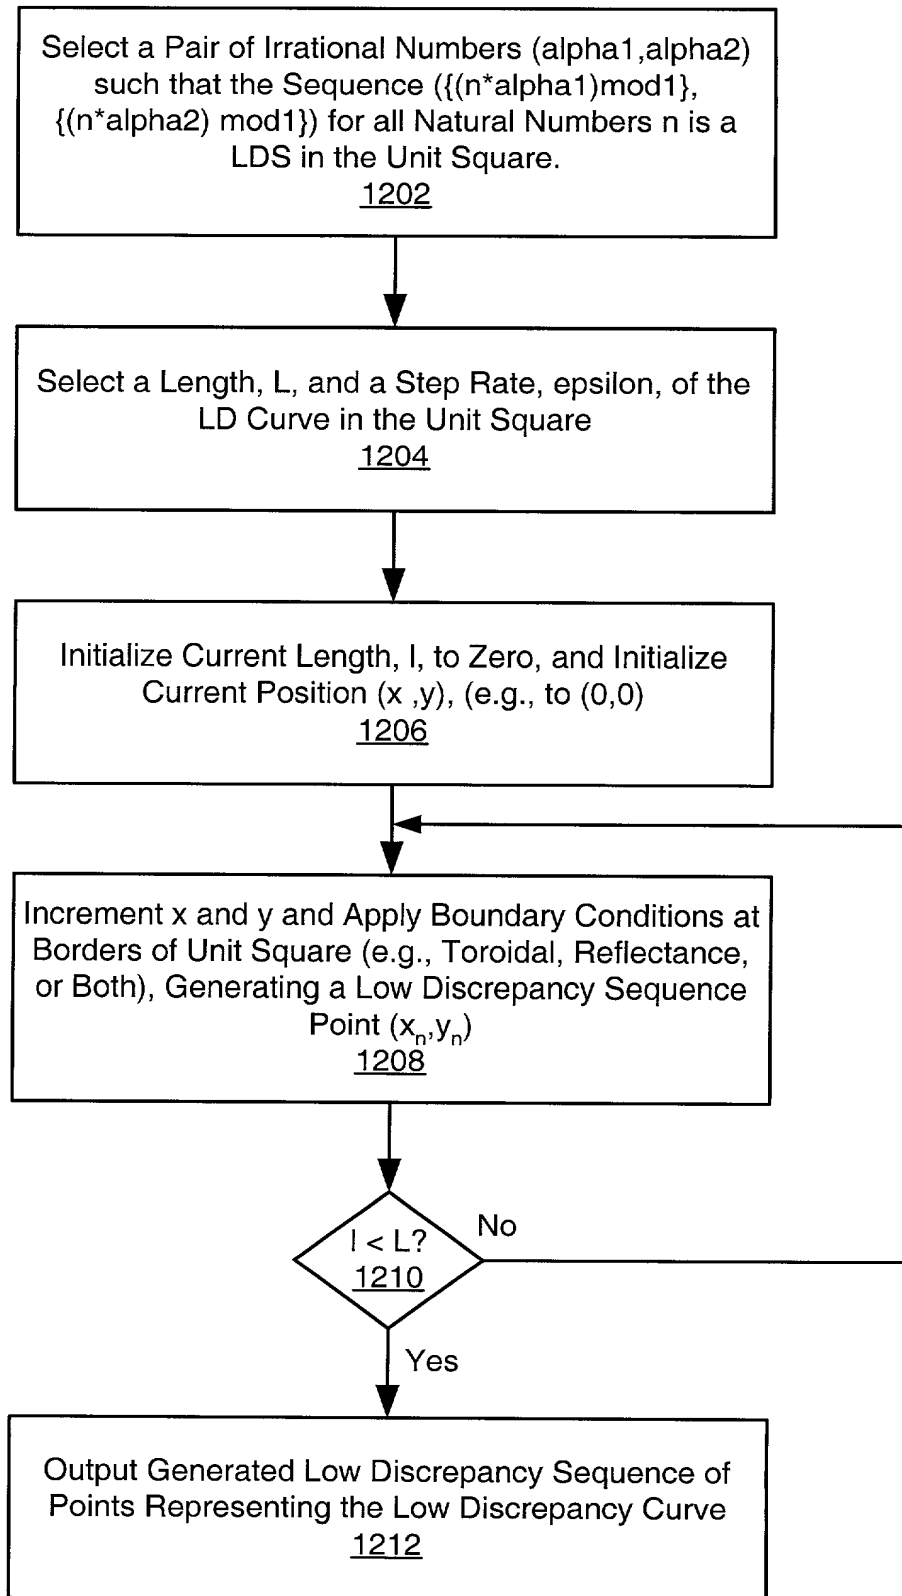 Select a Pair of Irrational Numbers (alpha1,alpha2)
such that the Sequence ({(n*alpha1)mod1},
{(n*alpha2) mod1}) for all Natural Numbers n is a
LDS in the Unit Square.
1202
Select a Length, L, and a Step Rate, epsilon, of the
LD Curve in the Unit Square
1204
Initialize Current Length, l, to Zero, and Initialize
Current Position (x ,y), (e.g., to (0,0)
1206
Increment x and y and Apply Boundary Conditions at
Borders of Unit Square (e.g., Toroidal, Reflectance,
or Both), Generating a Low Discrepancy Sequence
Point (xn,yn)
1208
l < L?
1210
No
Yes
Output Generated Low Discrepancy Sequence of
Points Representing the Low Discrepancy Curve
1212